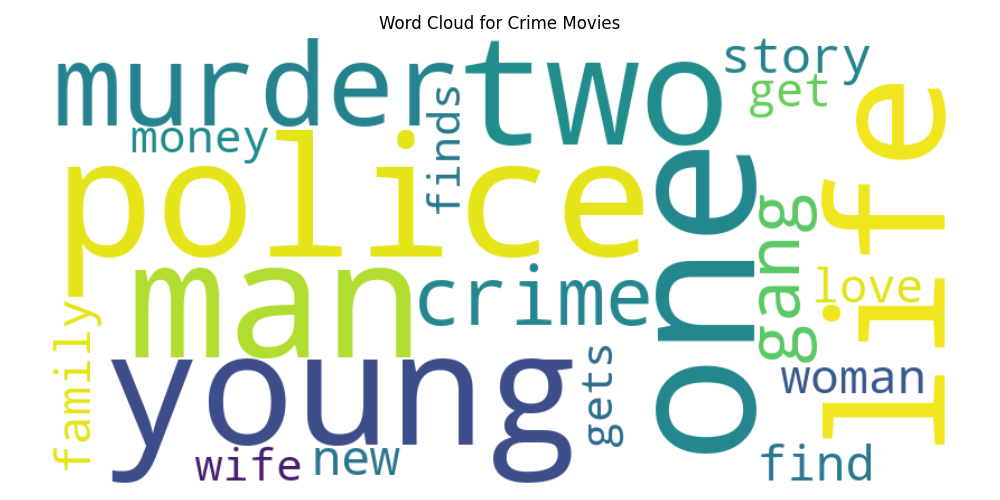 Word Cloud for Crime Movies
murder
two
story
get
money
finds
police
one
life
gang
man
crime
love
family
young
gets
woman
wife
new
find